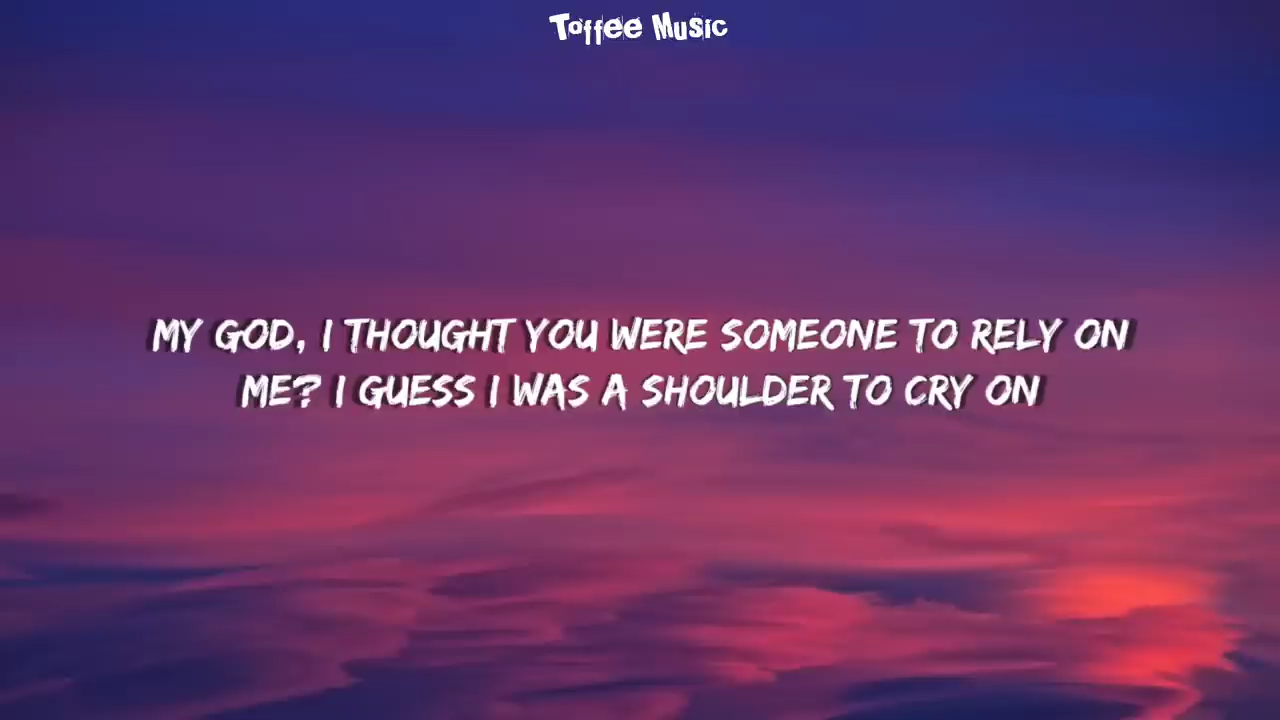 Toffee Music
MY GOD, I THOUGHT YOU WERE SOMEONE TO RELY ON
ME? I GUESS I WAS A SHOULDER TO CRY ON